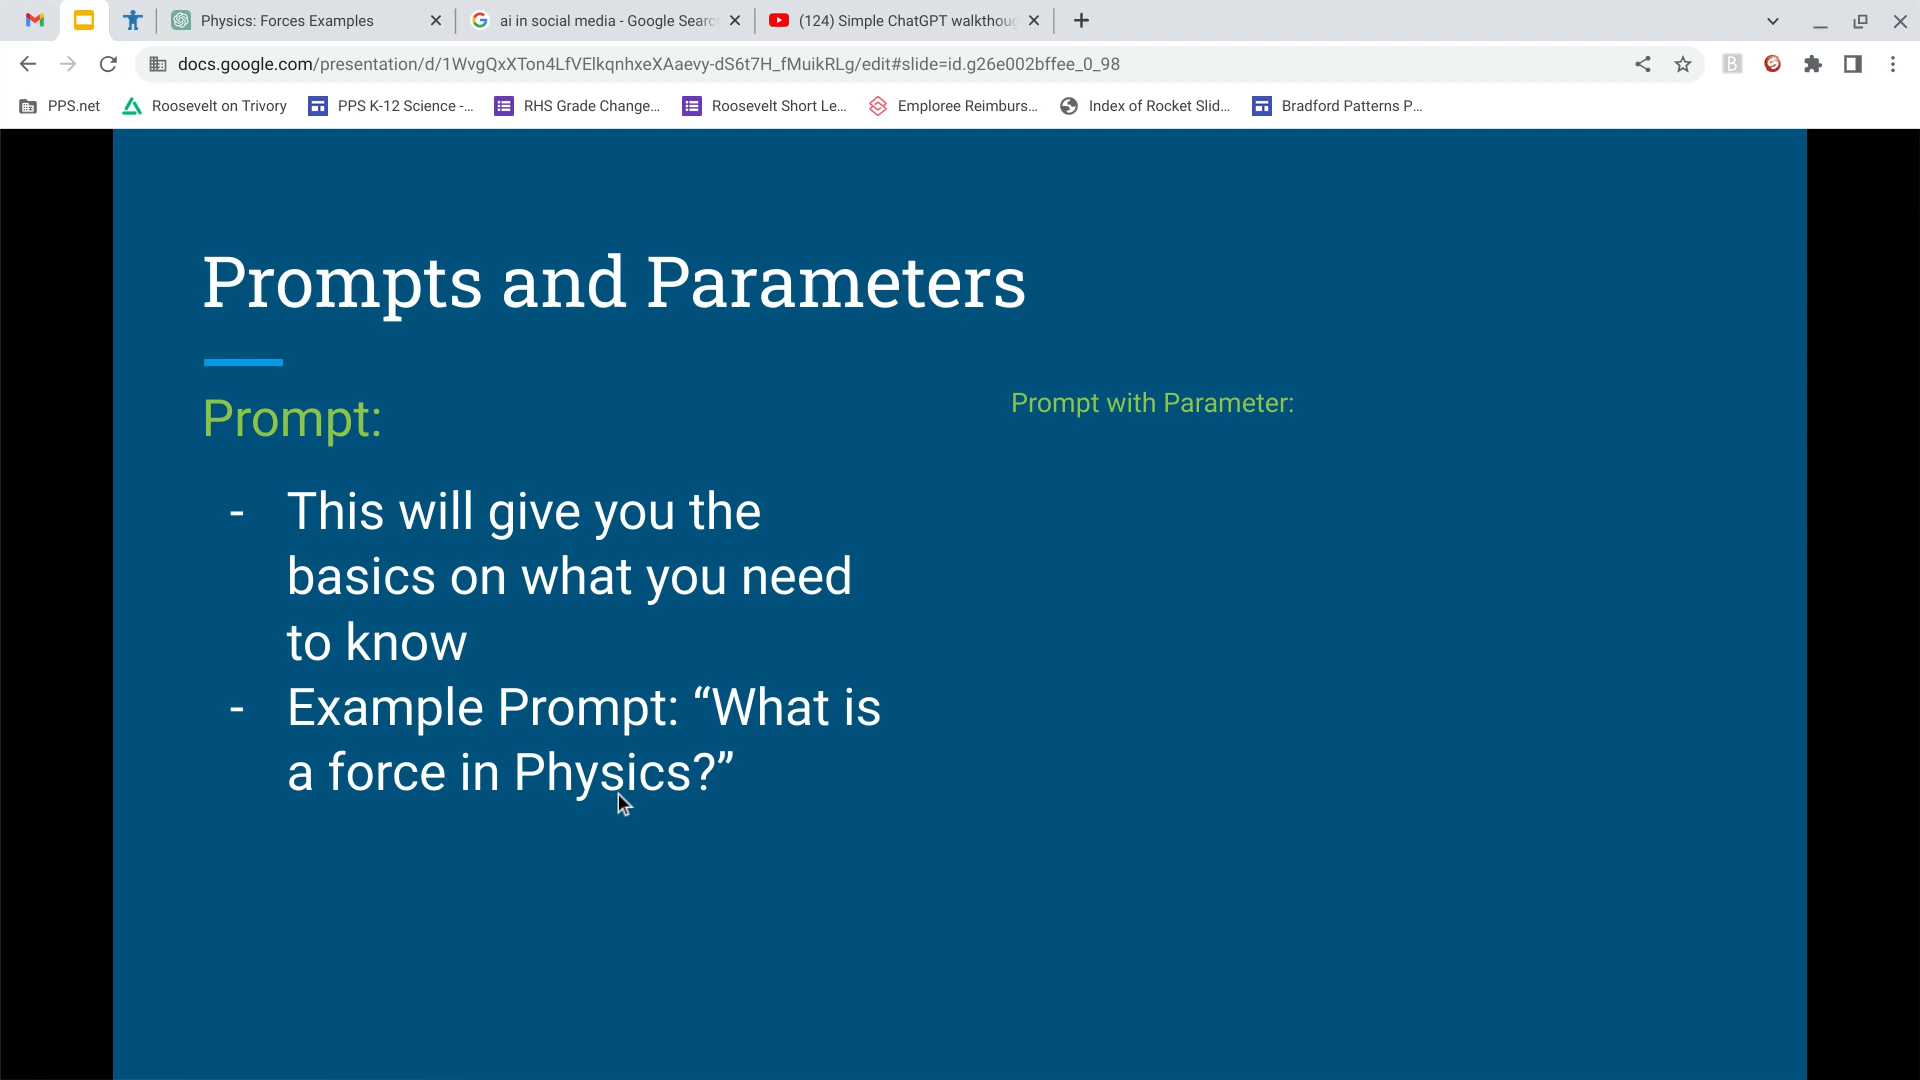 Physics: Forces Examples
ai in social media - Google Searc
(124) Simple ChatGPT walkthoug
docs.google.com/presentation/d/1WvgQxXTon4LfVElkqnhxeXAaevy-dS6t7H_fMuikRLg/edit#slide=id.g26e002bffee_0_98
B
PPS.net
Roosevelt on Trivory
PPS K-12 Science -...
RHS Grade Change...
Roosevelt Short Le...
Emploree Reimburs...
Index of Rocket Slid...
Bradford Patterns P...
Prompts and Parameters
Prompt:
- This will give you the
basics on what you need
to know
- Example Prompt: “What is
a force in Physics?”
Prompt with Parameter: